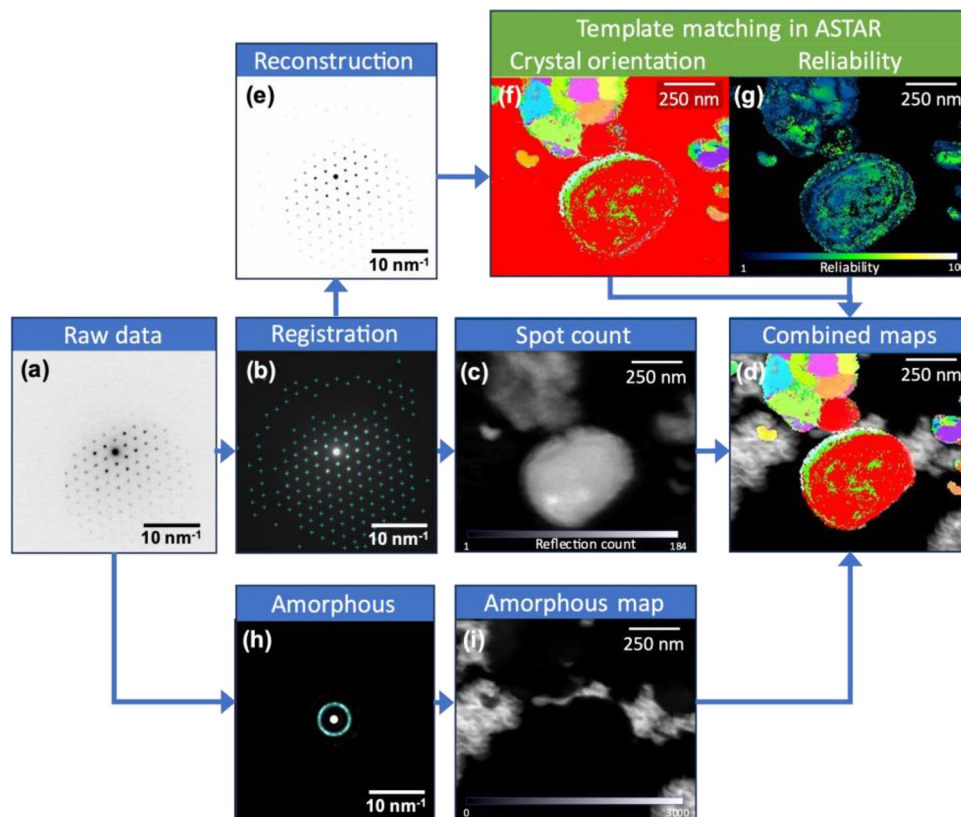 Template matching in ASTAR
Reconstruction
Crystal orientation
Reliability
(e)
(f)
250 nm
(g)
250 nm
10 nm-1
1
Reliability
100
Raw data
Registration
Spot count
Combined maps
(a)
(b)
(c)
250 nm
(d)
250 nm
10 nm-1
10 nm-1
1
Reflection count
184
Amorphous
Amorphous map
(h)
(i)
250 nm
10 nm-1
0
3000